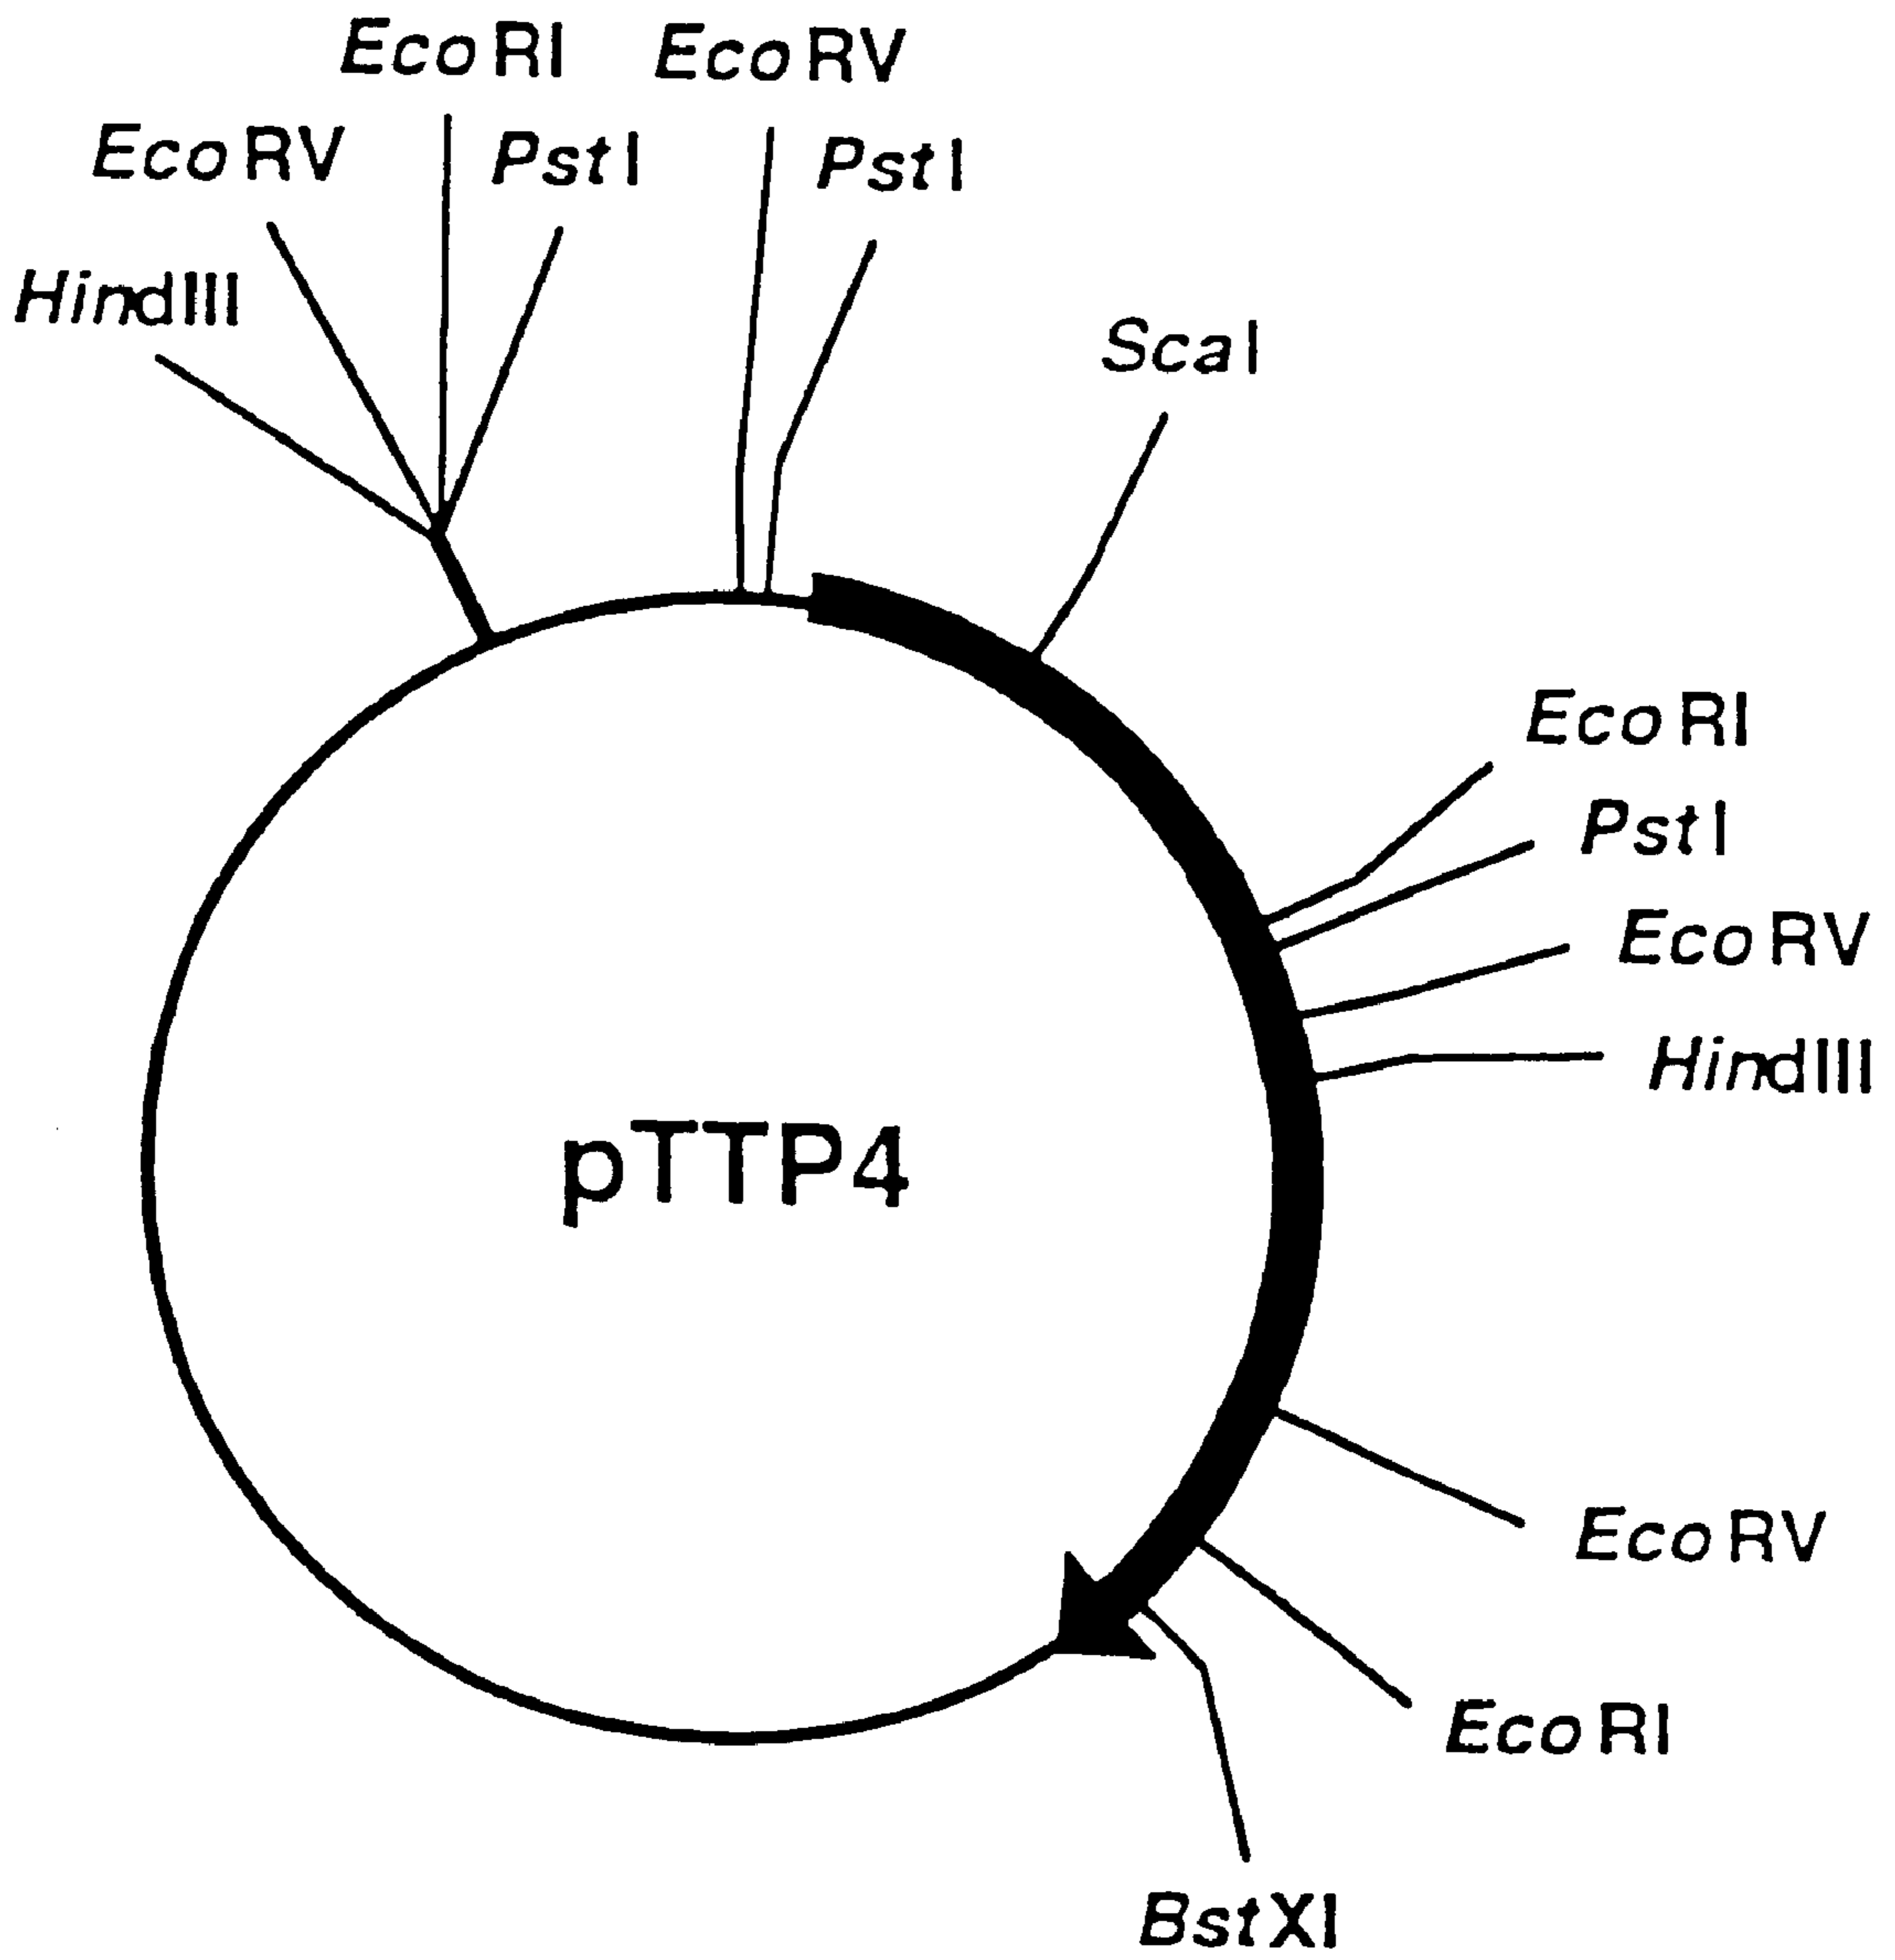 EcoRI
EcoRV
EcoRV
PstI
PstI
HindIII
ScaI
EcoRI
PstI
EcoRV
HindIII
pTTP4
EcoRV
EcoRI
BstXI